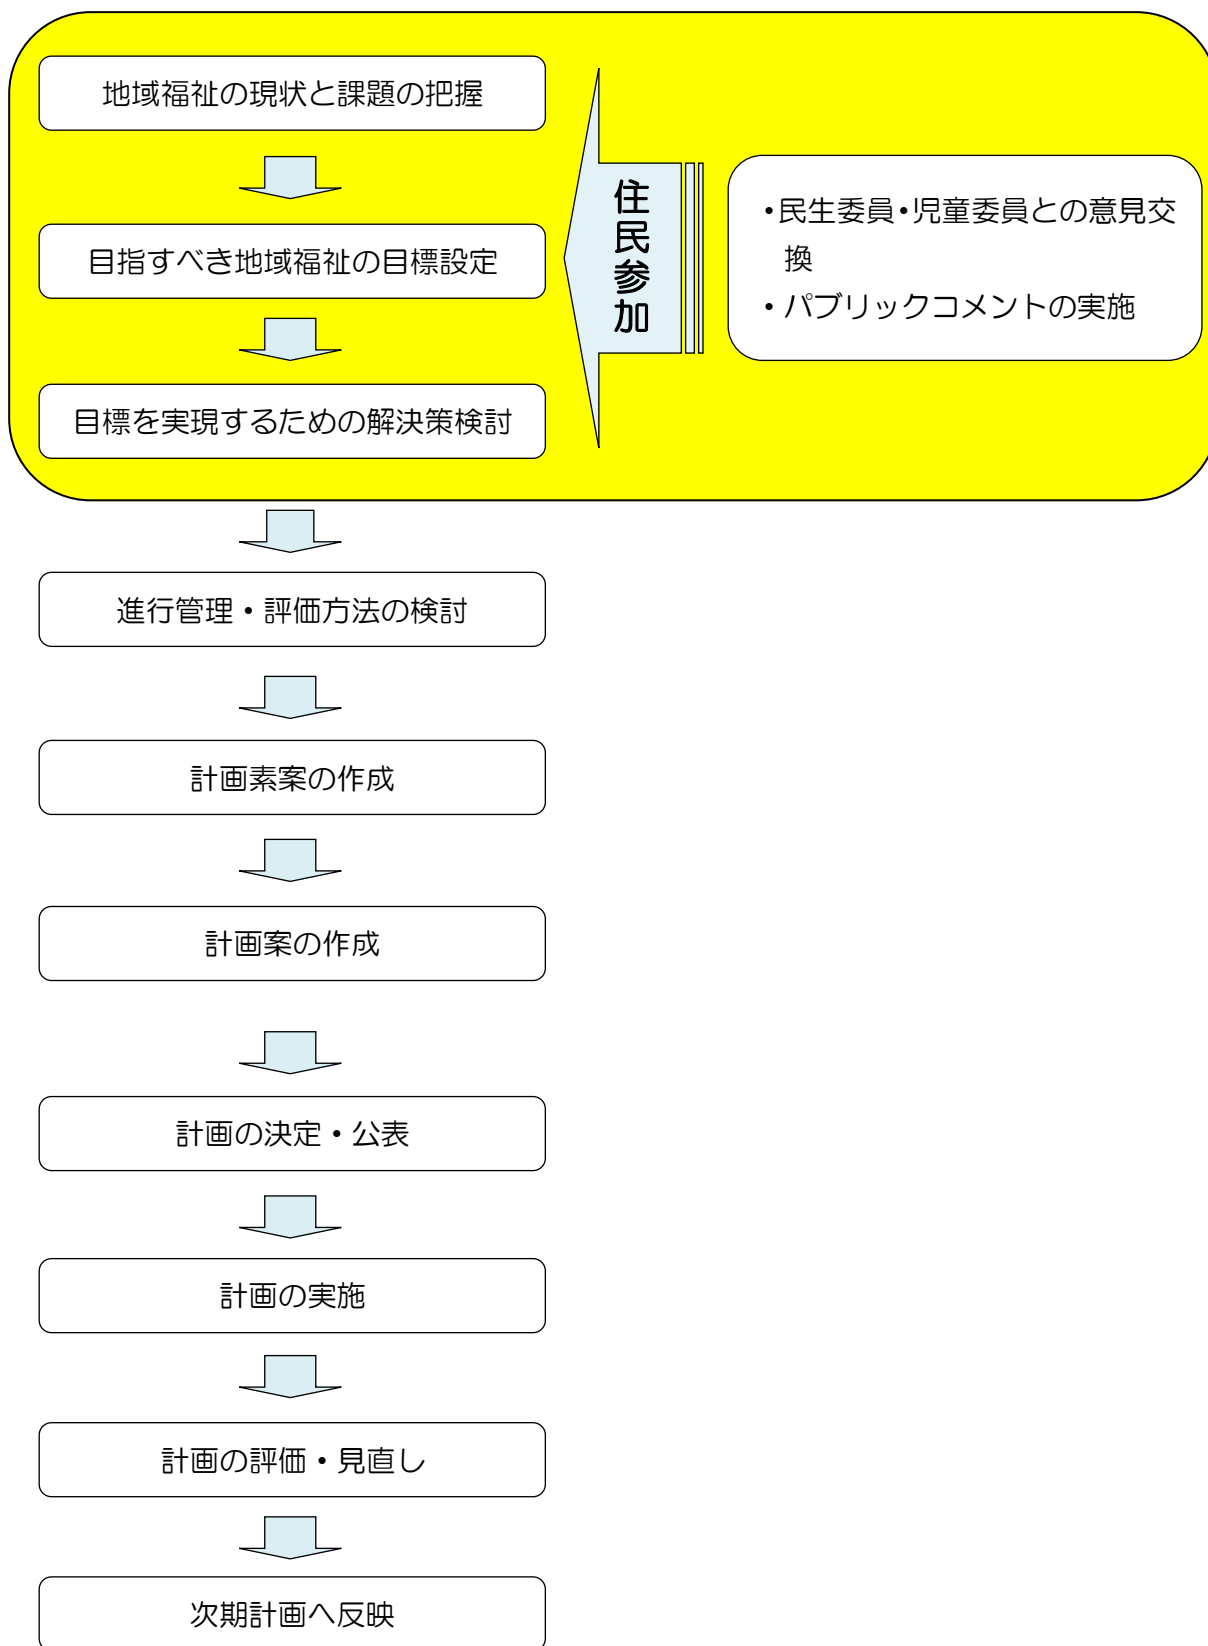 地域福祉の現状と課題の把握
目指すべき地域福祉の目標設定
目標を実現するための解決策検討
住民参加
・民生委員・児童委員との意見交
換
・パブリックコメントの実施
進行管理・評価方法の検討
計画素案の作成
計画案の作成
計画の決定・公表
計画の実施
計画の評価・見直し
次期計画へ反映